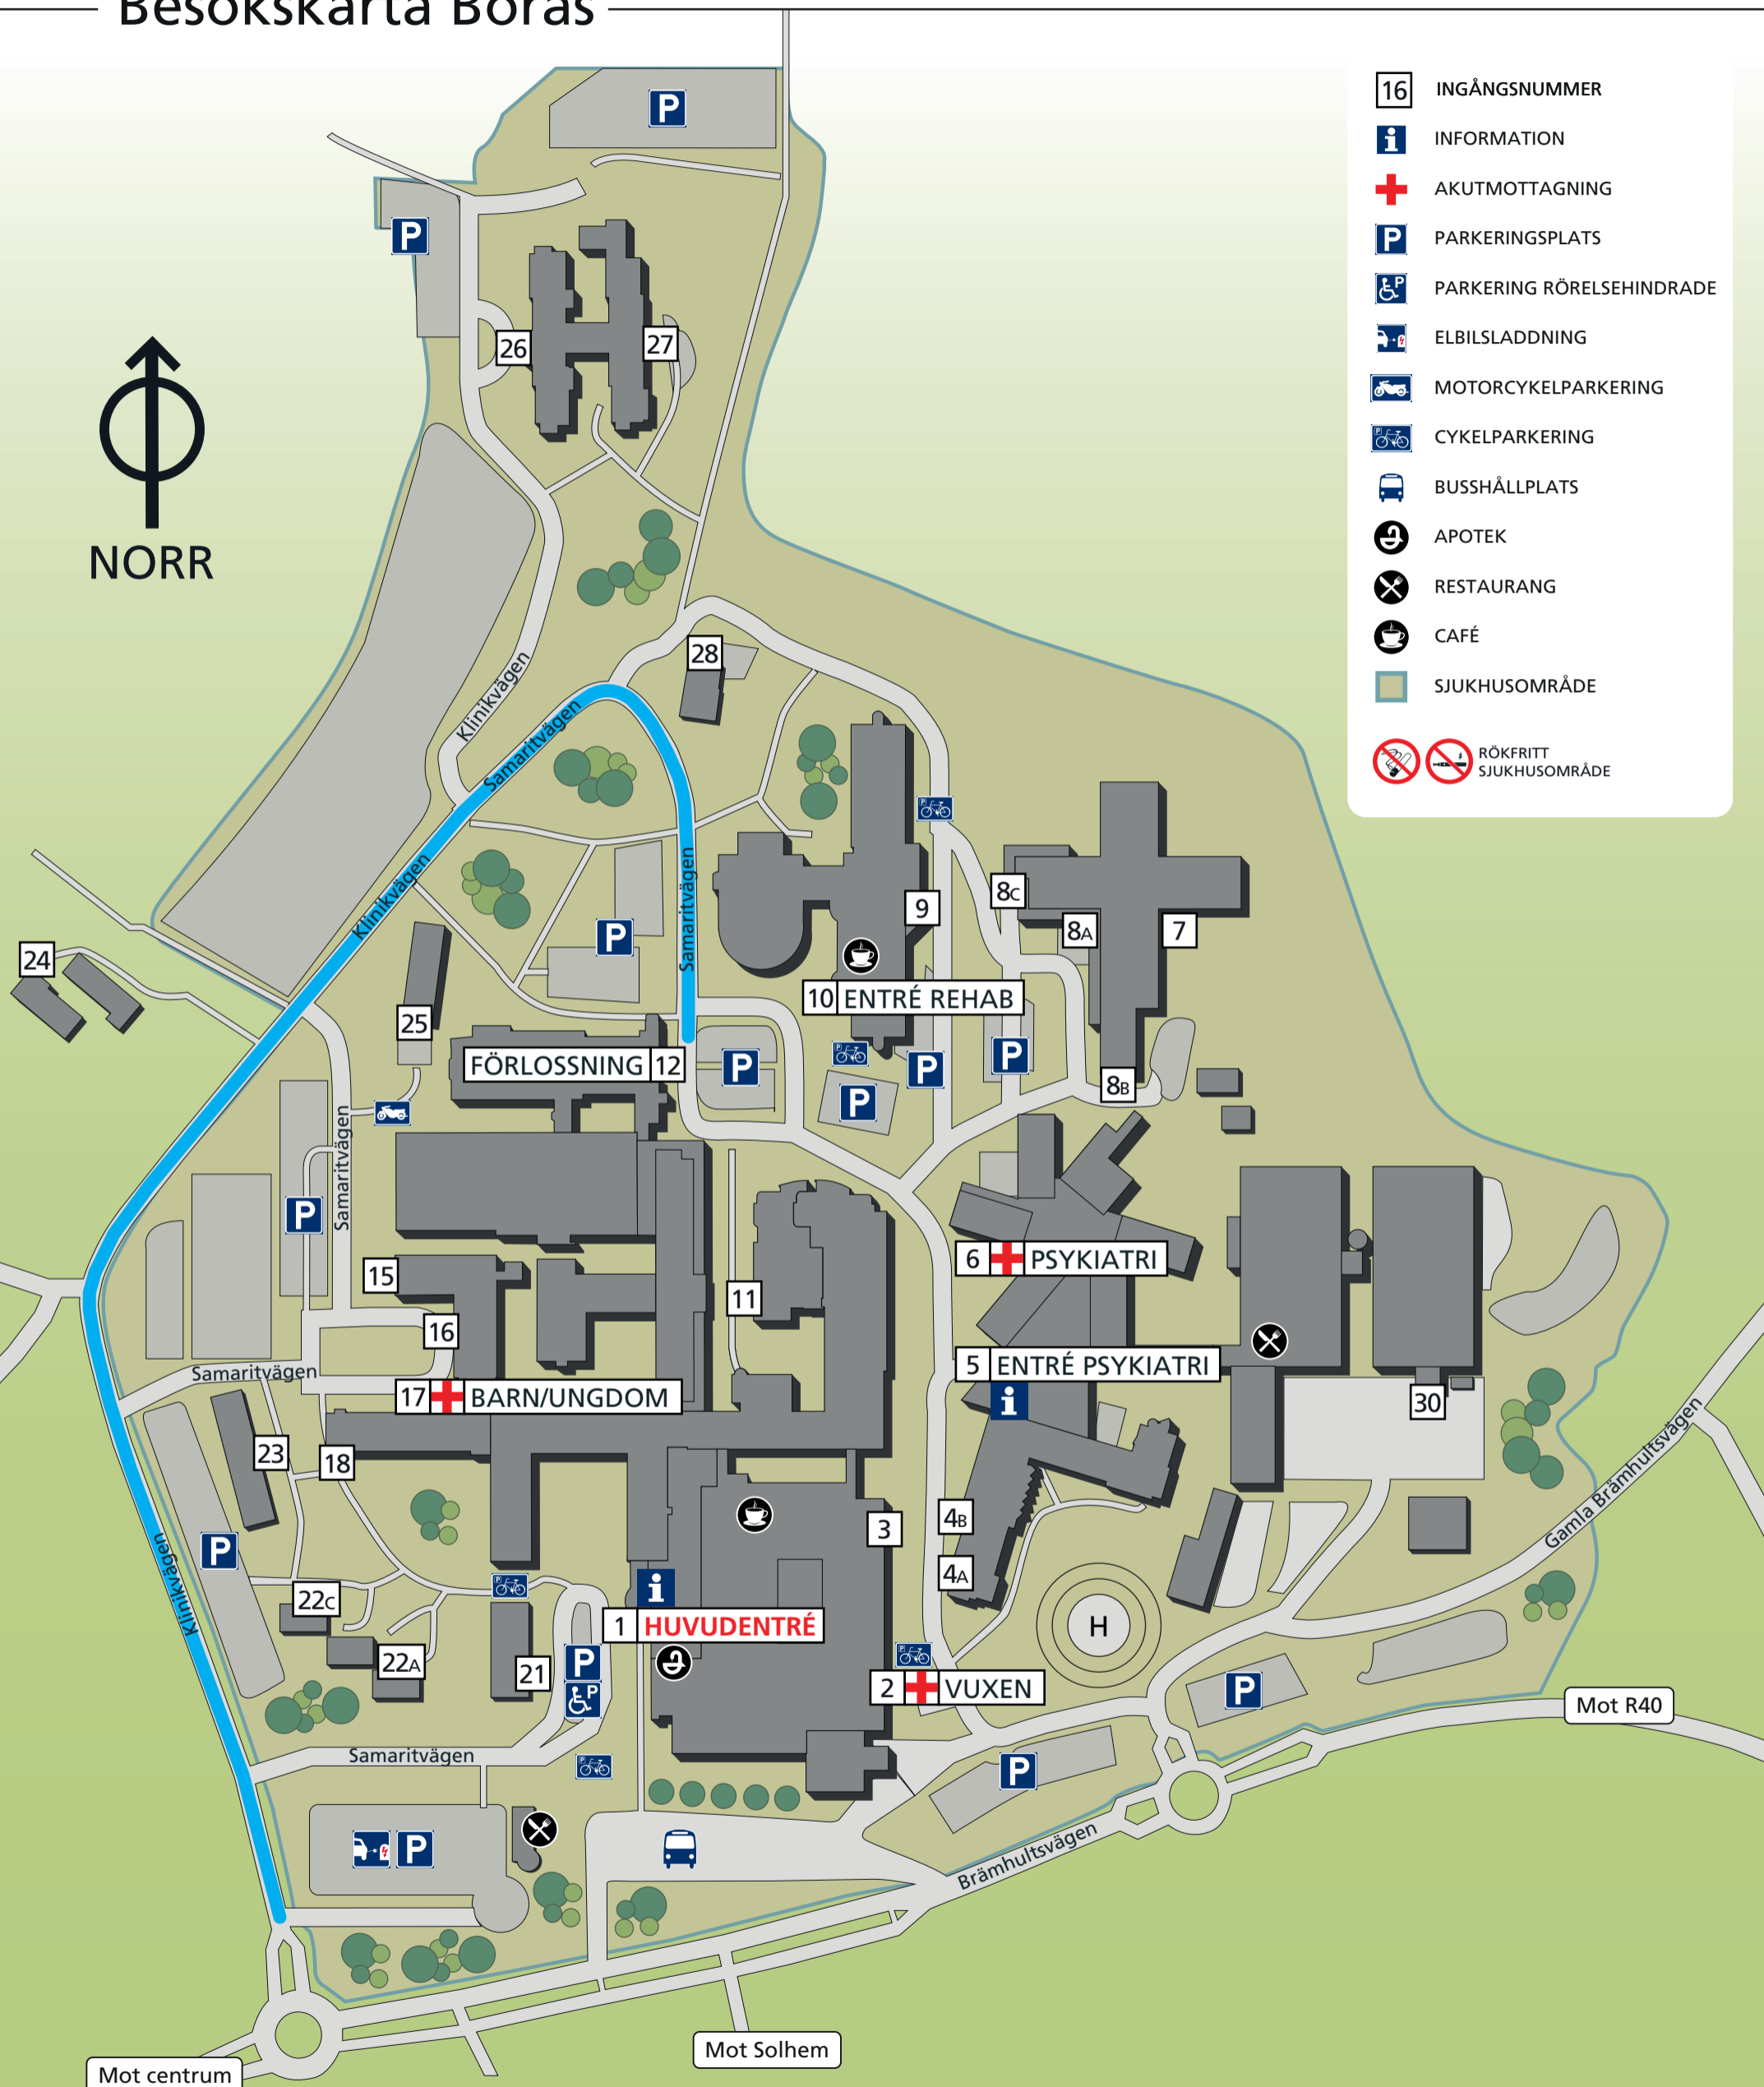 Besökskarta Borås
16 INGÅNGSNUMMER
INFORMATION
AKUTMOTTAGNING
P PARKERINGSPLATS
P PARKERING RÖRELSEHINDRADE
ELBILSLADDNING
MOTORCYKELPARKERING
P CYKELPARKERING
BUSSHÅLLPLATS
APOTEK
RESTAURANG
CAFÉ
SJUKHUSOMRÅDE
RÖKFRITT
SJUKHUSOMRÅDE
NORR
P
P
26
27
28
Klinikvägen
Samaritvägen
Klinikvägen
Samaritvägen
P
24
25
9
8C
8A
7
10 ENTRÉ REHAB
FÖRLOSSNING 12
P
P
P
P
P
8B
Samaritvägen
P
15
16
11
6 PSYKIATRI
5 ENTRÉ PSYKIATRI
i
Samaritvägen
17 BARN/UNGDOM
30
23
18
3
4B
4A
Gamla Brämhultsvägen
P
Klinikvägen
22C
P
i
1 HUVUDENTRÉ
H
22A
21
P
P
P
2 VUXEN
P
Mot R40
Samaritvägen
P
P
P
Brämhultsvägen
Mot Solhem
Mot centrum